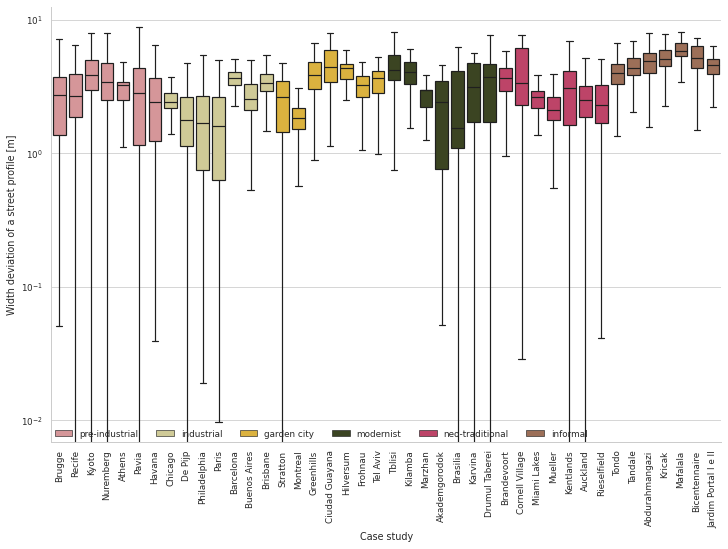 10¹
10⁰
10⁻¹
10⁻²
Width deviation of a street profile [m]
pre-industrial
industrial
garden city
modernist
neo-traditional
informal
Brugge
Recife
Kyoto
Nuremberg
Athens
Pavia
Havana
Chicago
De Pijp
Philadelphia
Paris
Barcelona
Buenos Aires
Brisbane
Stratton
Montreal
Greenhills
Ciudad Guayana
Hilversum
Frohnau
Tel Aviv
Tbilisi
Kilamba
Marzhan
Akademgorodok
Brasilia
Karvina
Drumul Taberei
Brandevoort
Cornell Village
Miami Lakes
Mueller
Kentlands
Auckland
Rieselfield
Tondo
Tandale
Abdurahmangazi
Kricak
Mafalala
Bicentennaire
Jardim Portal I e II
Case study